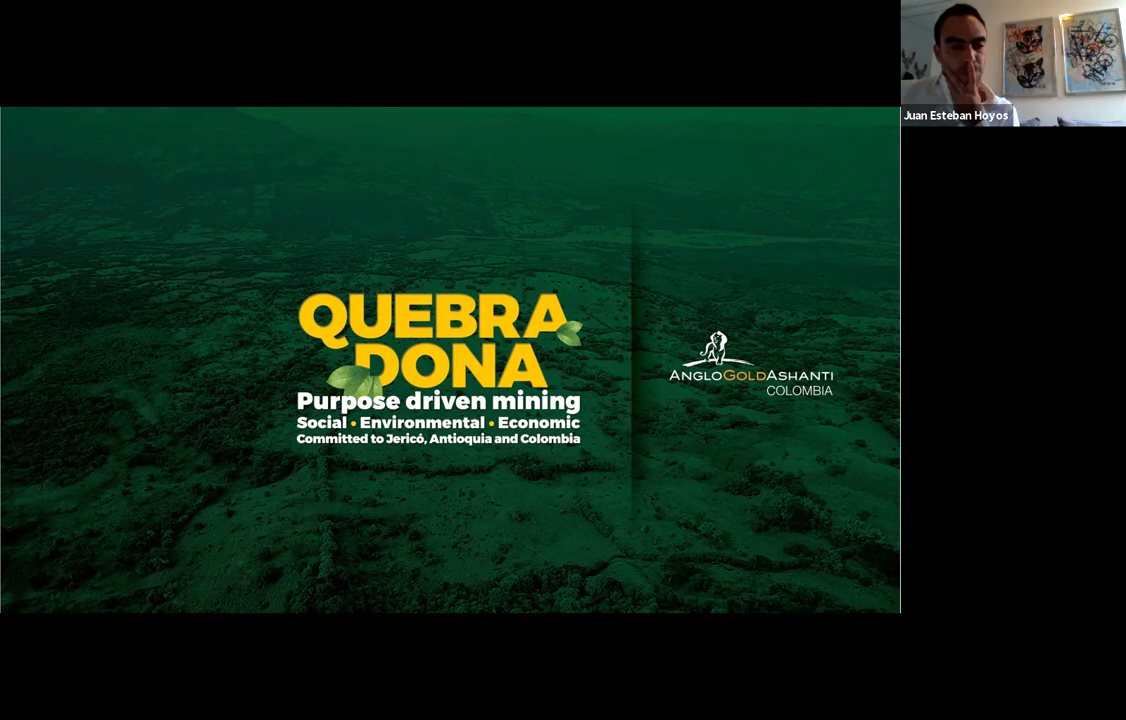 Juan Esteban Hoyos
QUEBRA
DONA
Purpose driven mining
Social • Environmental • Economic
Committed to Jericó, Antioquia and Colombia
ANGLOGOLDASHANTI
COLOMBIA